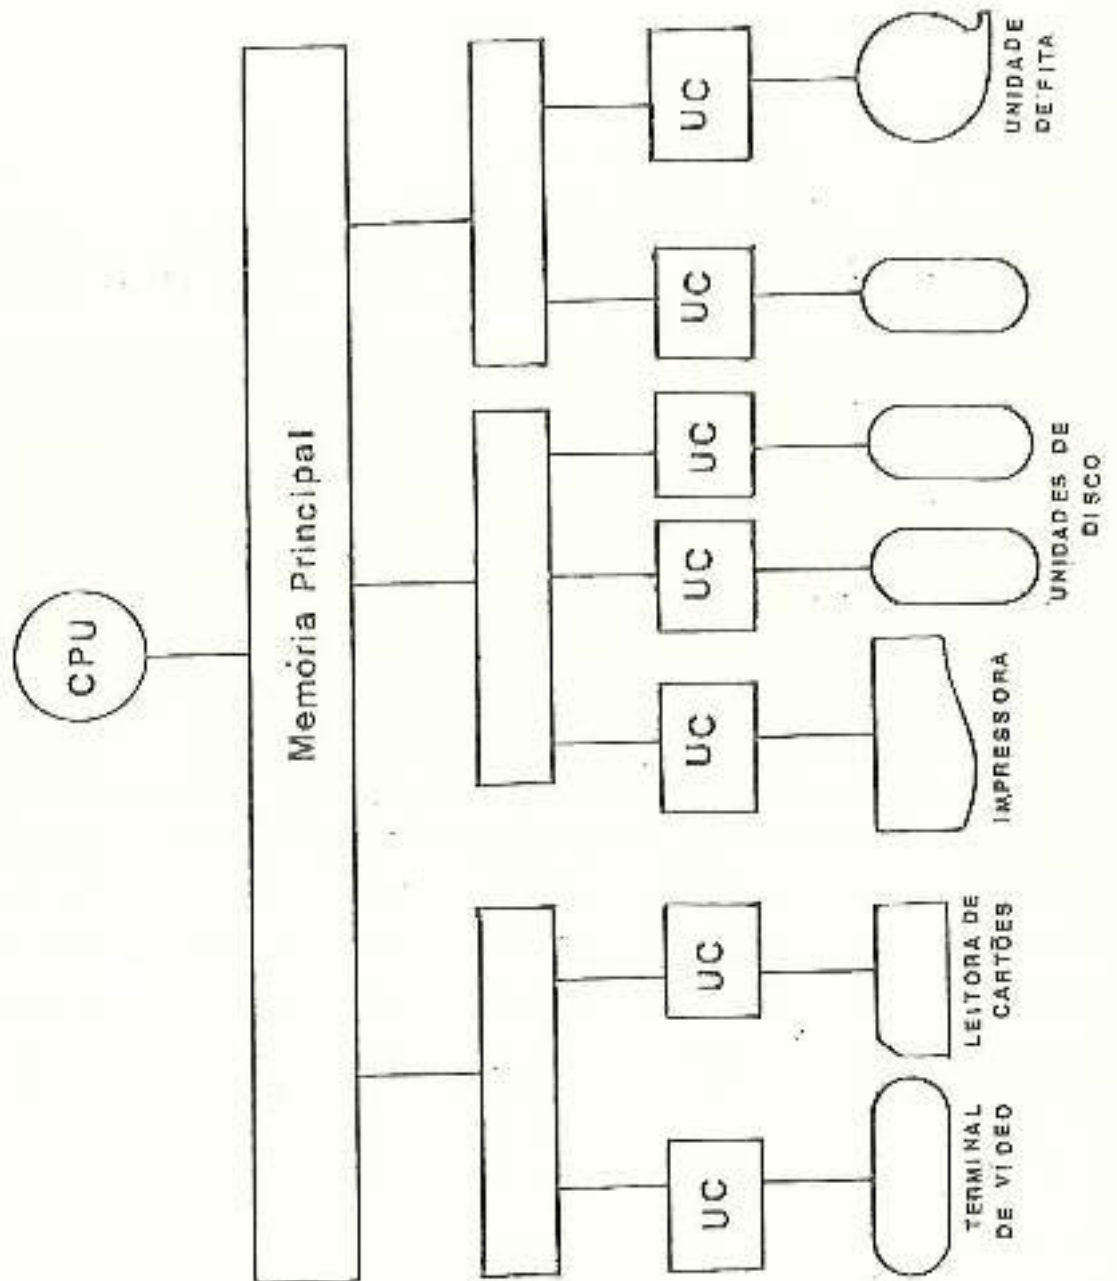 CPU
Memória Principal
UC
UC
UC
UC
UC
UC
UC
TERMINAL
DE VÍDEO
LEITORA DE
CARTÕES
IMPRESSORA
UNIDADES DE
DISCO
UNIDADE
DE FITA